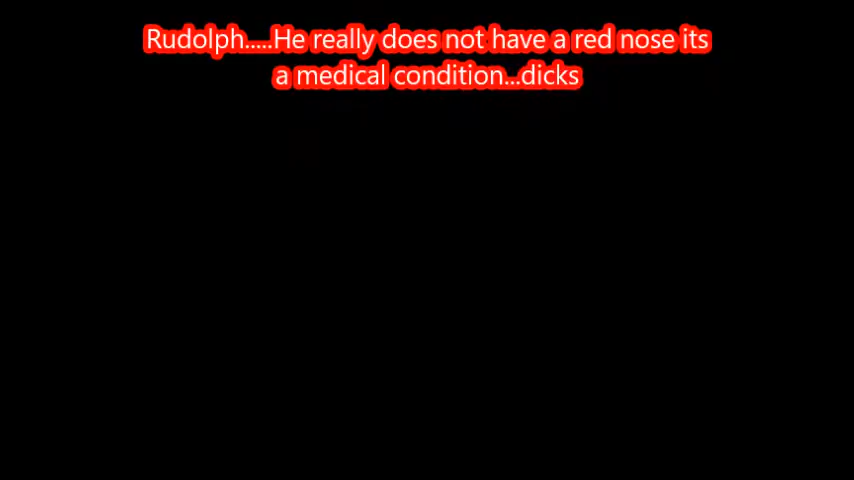 Rudolph.....He really does not have a red nose its
a medical condition...dicks